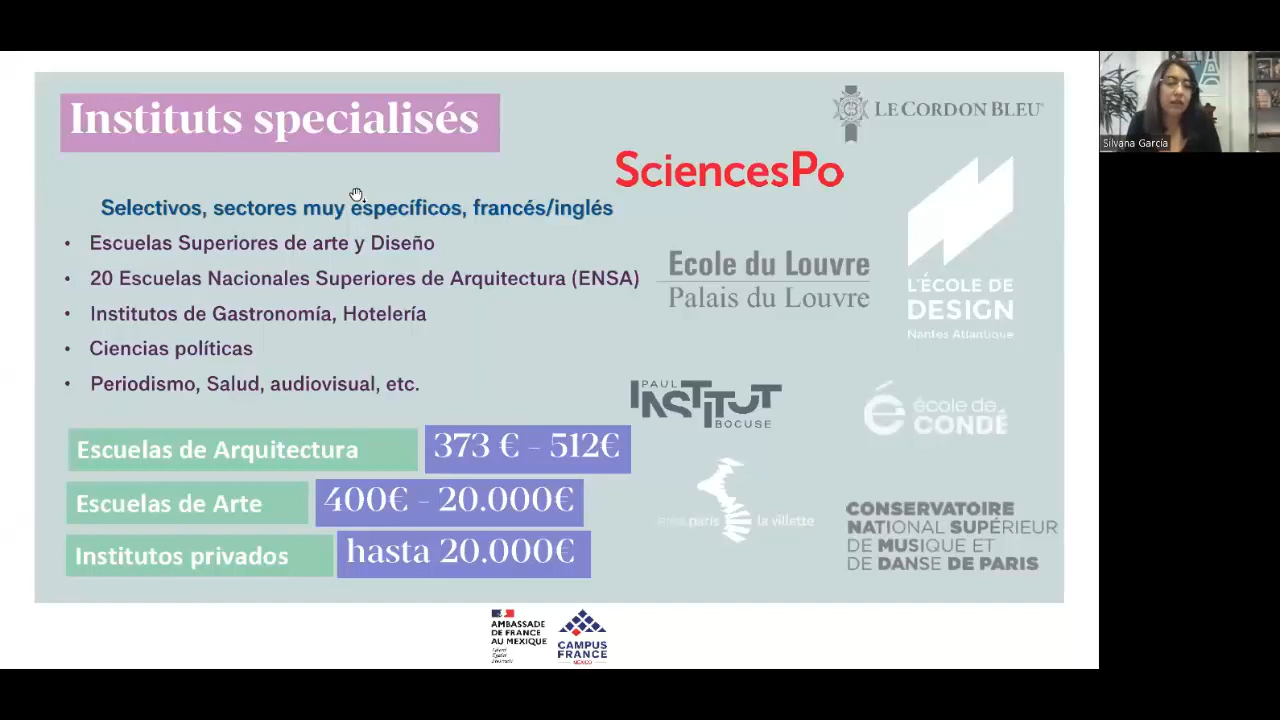 Instituts specialisés
Selectivos, sectores muy específicos, francés/inglés
• Escuelas Superiores de arte y Diseño
• 20 Escuelas Nacionales Superiores de Arquitectura (ENSA)
• Institutos de Gastronomía, Hotelería
• Ciencias políticas
• Periodismo, Salud, audiovisual, etc.
Escuelas de Arquitectura
373 € - 512€
Escuelas de Arte
400€ - 20.000€
Institutos privados
hasta 20.000€
LE CORDON BLEU
SciencesPo
Ecole du Louvre
Palais du Louvre
L'ÉCOLE DE
DESIGN
Nantes Atlantique
PAUL
INSTITUT
BOCUSE
é école de
CONDÉ
paris la villette
CONSERVATOIRE
NATIONAL SUPÉRIEUR
DE MUSIQUE ET
DE DANSE DE PARIS
AMBASSADE
DE FRANCE
AU MEXIQUE
CAMPUS
FRANCE
MEXICO
Silvana García